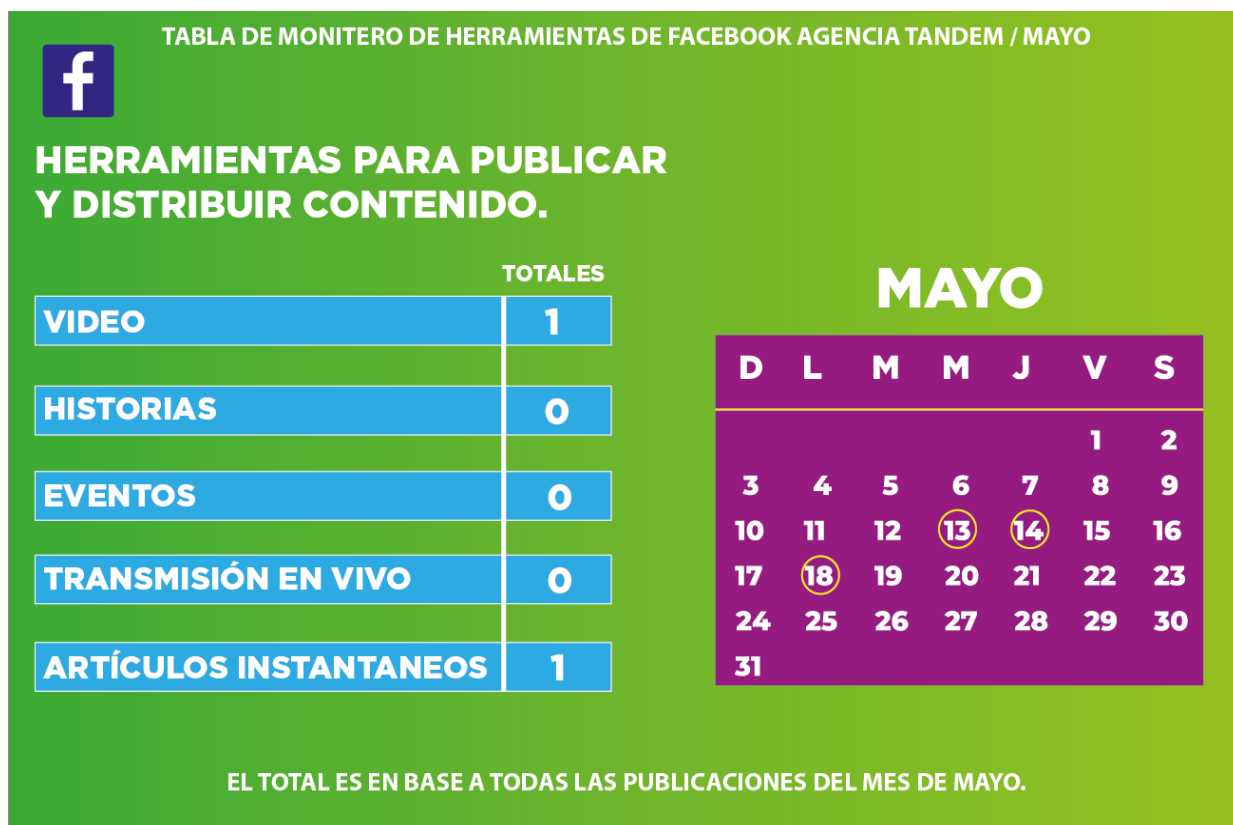 TABLA DE MONITERO DE HERRAMIENTAS DE FACEBOOK AGENCIA TANDEM / MAYO
f
HERRAMIENTAS PARA PUBLICAR
Y DISTRIBUIR CONTENIDO.
TOTALES
VIDEO 1
HISTORIAS 0
EVENTOS 0
TRANSMISIÓN EN VIVO 0
ARTÍCULOS INSTANTANEOS 1
MAYO
D L M M J V S
1 2
3 4 5 6 7 8 9
10 11 12 13 14 15 16
17 18 19 20 21 22 23
24 25 26 27 28 29 30
31
EL TOTAL ES EN BASE A TODAS LAS PUBLICACIONES DEL MES DE MAYO.